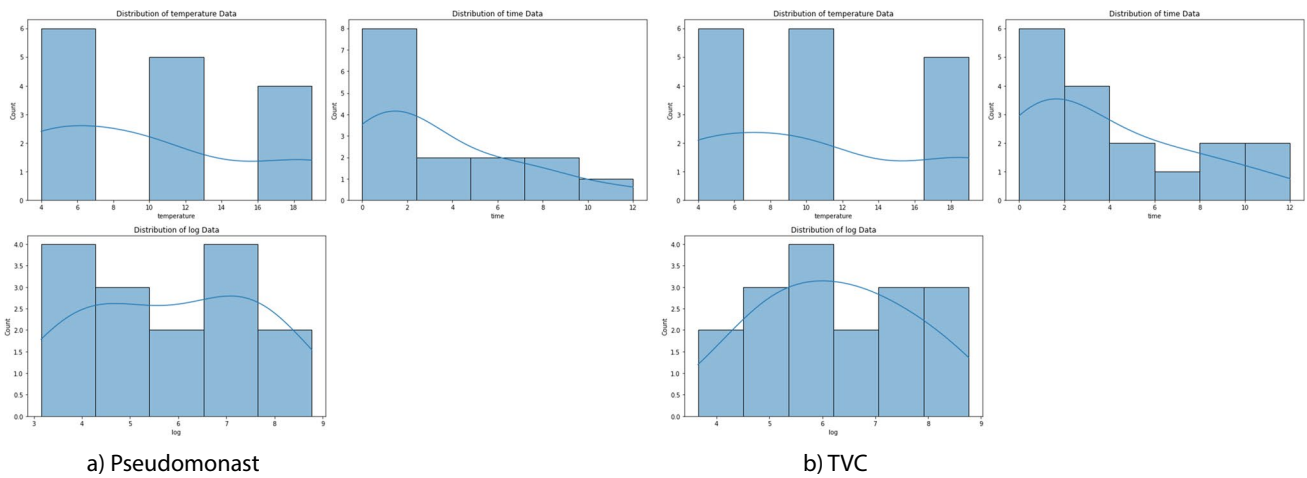 Distribution of temperature Data
6
5
4
3
2
1
0
Count
4 6 8 10 12 14 16 18
temperature
Distribution of time Data
8
7
6
5
4
3
2
1
0
Count
0 2 4 6 8 10 12
time
Distribution of log Data
4.0
3.5
3.0
2.5
2.0
1.5
1.0
0.5
0.0
Count
3 4 5 6 7 8 9
log
a) Pseudomonast
Distribution of temperature Data
6
5
4
3
2
1
0
Count
4 6 8 10 12 14 16 18
temperature
Distribution of time Data
6
5
4
3
2
1
0
Count
0 2 4 6 8 10 12
time
Distribution of log Data
4.0
3.5
3.0
2.5
2.0
1.5
1.0
0.5
0.0
Count
4 5 6 7 8 9
log
b) TVC